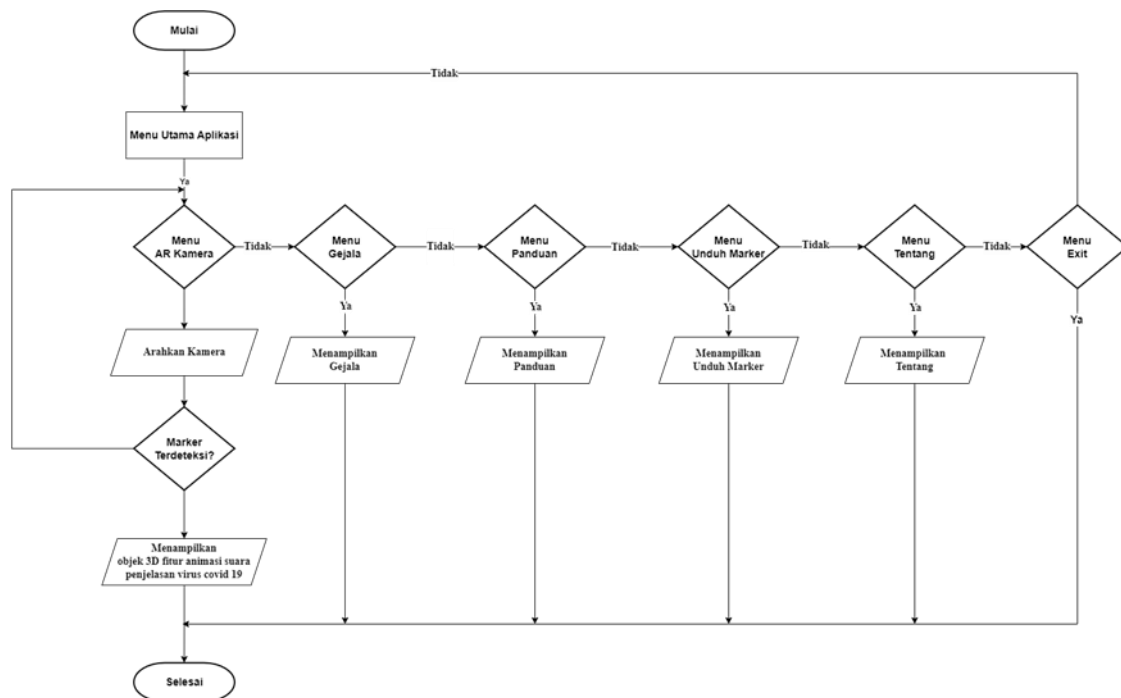 Mulai
Tidak
Menu Utama Aplikasi
Ya
Menu
AR Kamera
Tidak
Menu
Gejala
Tidak
Menu
Panduan
Tidak
Menu
Unduh Marker
Tidak
Menu
Tentang
Tidak
Menu
Exit
Ya
Ya
Ya
Ya
Ya
Arahkan Kamera
Menampilkan
Gejala
Menampilkan
Panduan
Menampilkan
Unduh Marker
Menampilkan
Tentang
Marker
Terdeteksi?
Menampilkan
objek 3D fitur animasi suara
penjelasan virus covid 19
Selesai